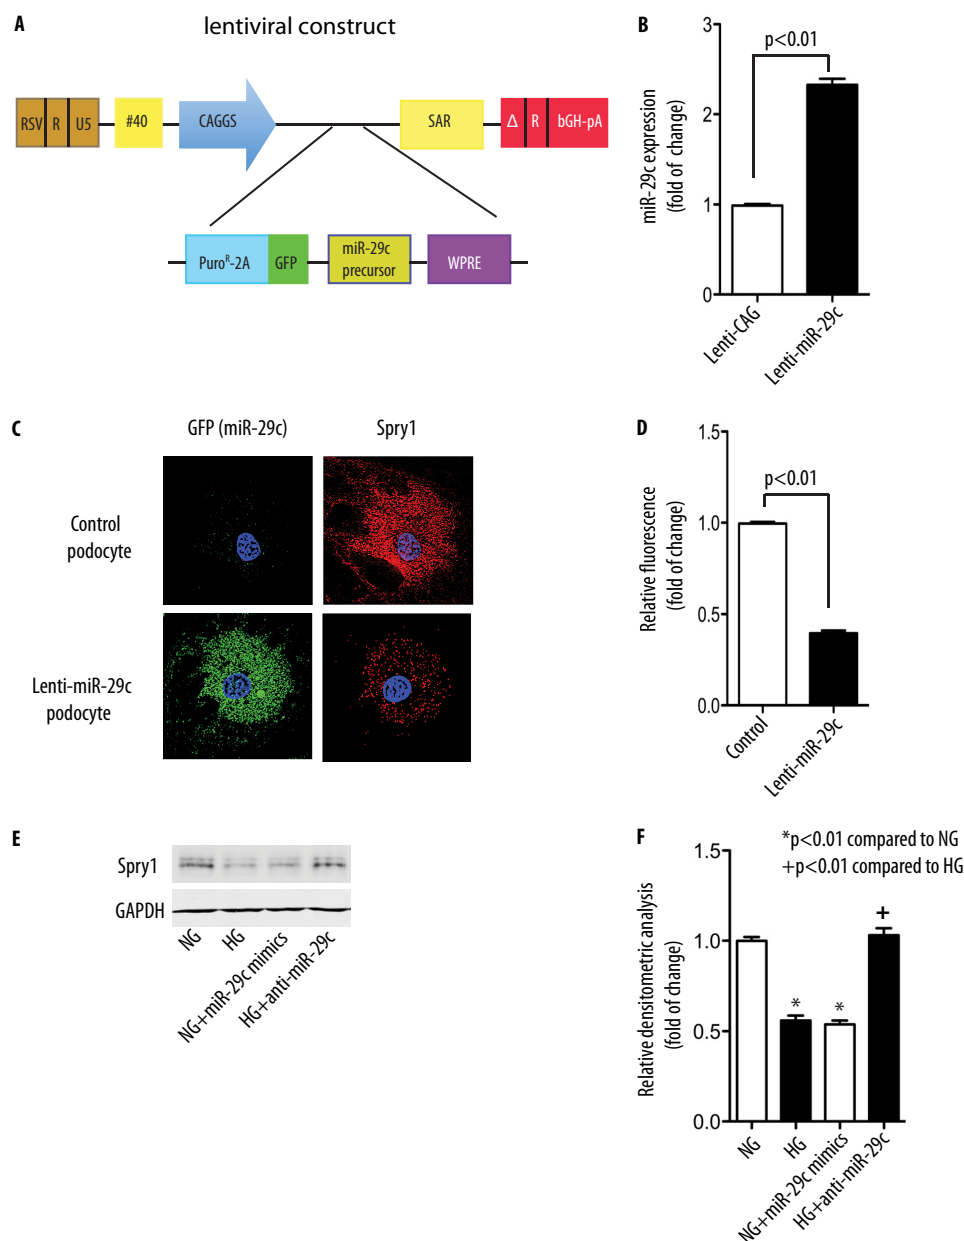 A
lentiviral construct
RSV R U5
#40
CAGGS
SAR
Δ R bGH-pA
Puroᴿ-2A
GFP
miR-29c
precursor
WPRE
B
miR-29c expression
(fold of change)
3
2
1
0
p<0.01
Lenti-CAG
Lenti-miR-29c
C
GFP (miR-29c)
Spry1
Control
podocyte
Lenti-miR-29c
podocyte
D
Relative fluorescence
(fold of change)
1.5
1.0
0.5
0.0
p<0.01
Control
Lenti-miR-29c
E
Spry1
GAPDH
NG
HG
NG+miR-29c mimics
HG+anti-miR-29c
F
*p<0.01 compared to NG
+p<0.01 compared to HG
Relative densitometric analysis
(fold of change)
1.5
1.0
0.5
0.0
*
*
+
NG
HG
NG+miR-29c mimics
HG+anti-miR-29c